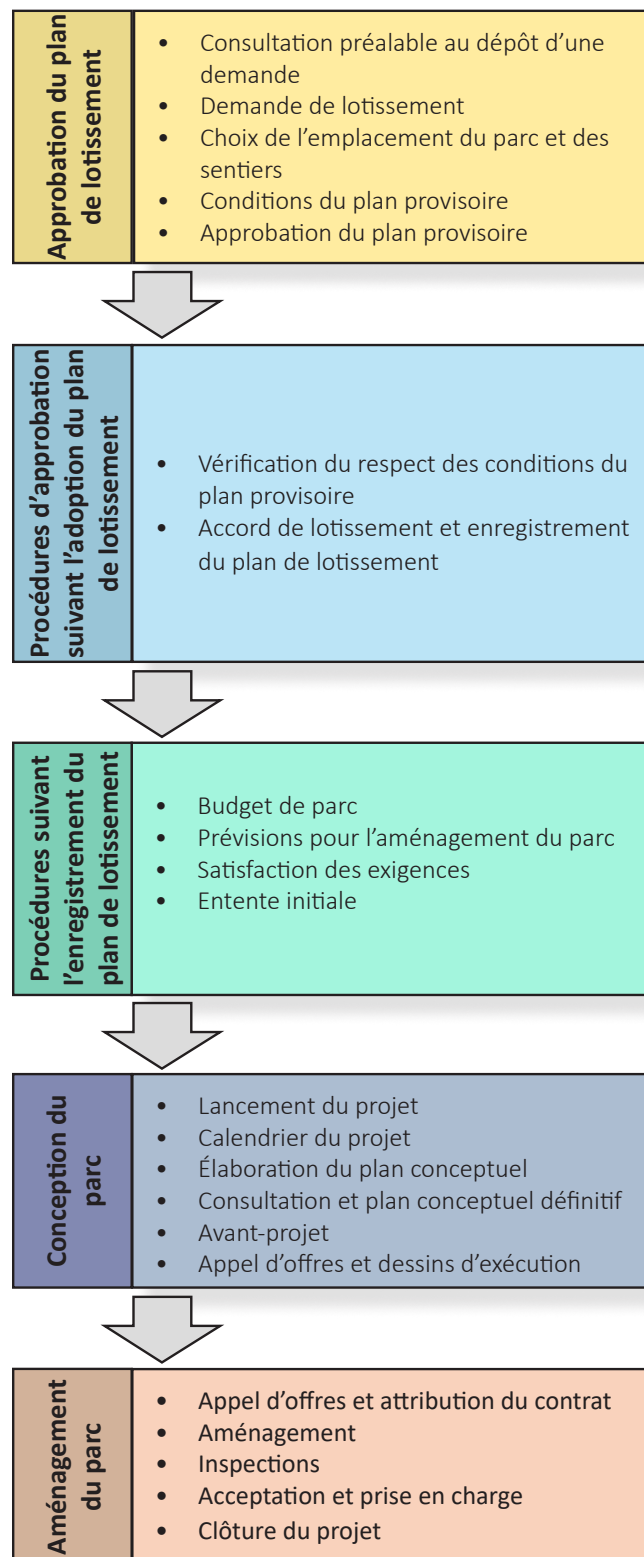 Approbation du plan
de lotissement
• Consultation préalable au dépôt d’une
demande
• Demande de lotissement
• Choix de l’emplacement du parc et des
sentiers
• Conditions du plan provisoire
• Approbation du plan provisoire
Procédures d’approbation
suivant l’adoption du plan
de lotissement
• Vérification du respect des conditions du
plan provisoire
• Accord de lotissement et enregistrement
du plan de lotissement
Procédures suivant
l’enregistrement du
plan de lotissement
• Budget de parc
• Prévisions pour l’aménagement du parc
• Satisfaction des exigences
• Entente initiale
Conception du
parc
• Lancement du projet
• Calendrier du projet
• Élaboration du plan conceptuel
• Consultation et plan conceptuel définitif
• Avant-projet
• Appel d’offres et dessins d’exécution
Aménagement
du parc
• Appel d’offres et attribution du contrat
• Aménagement
• Inspections
• Acceptation et prise en charge
• Clôture du projet